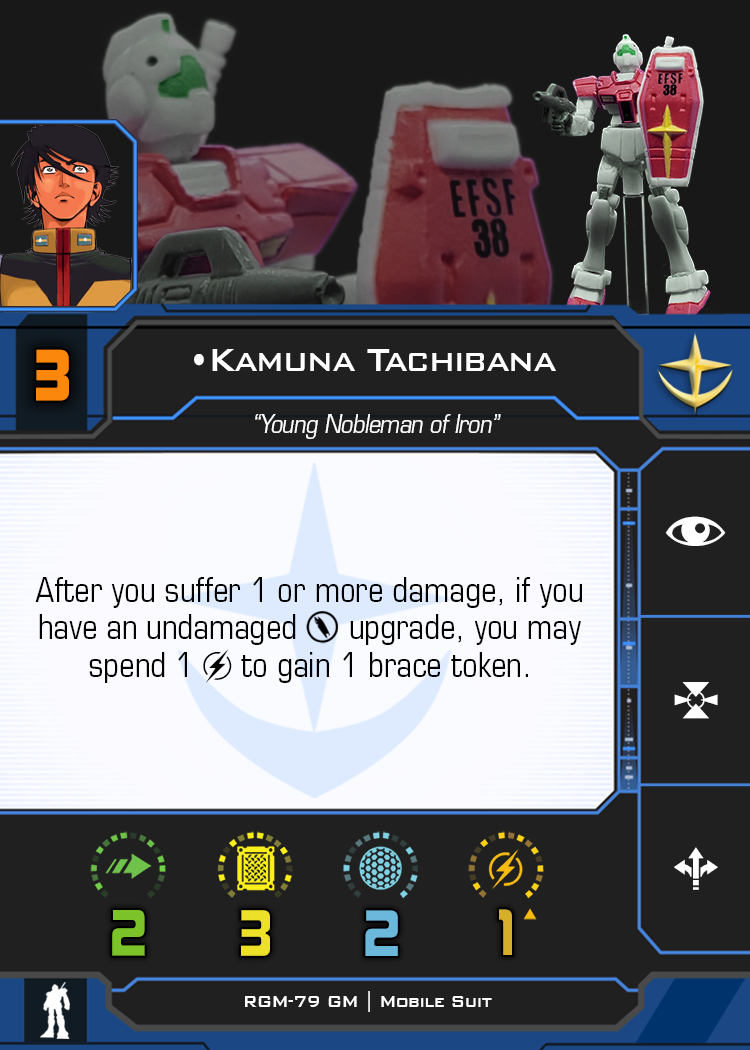 EFSF
38
EFSF
38
3
•Kamuna Tachibana
“Young Nobleman of Iron”
After you suffer 1 or more damage, if you
have an undamaged upgrade, you may
spend 1 to gain 1 brace token.
2 3 2 1
RGM-79 GM | Mobile Suit